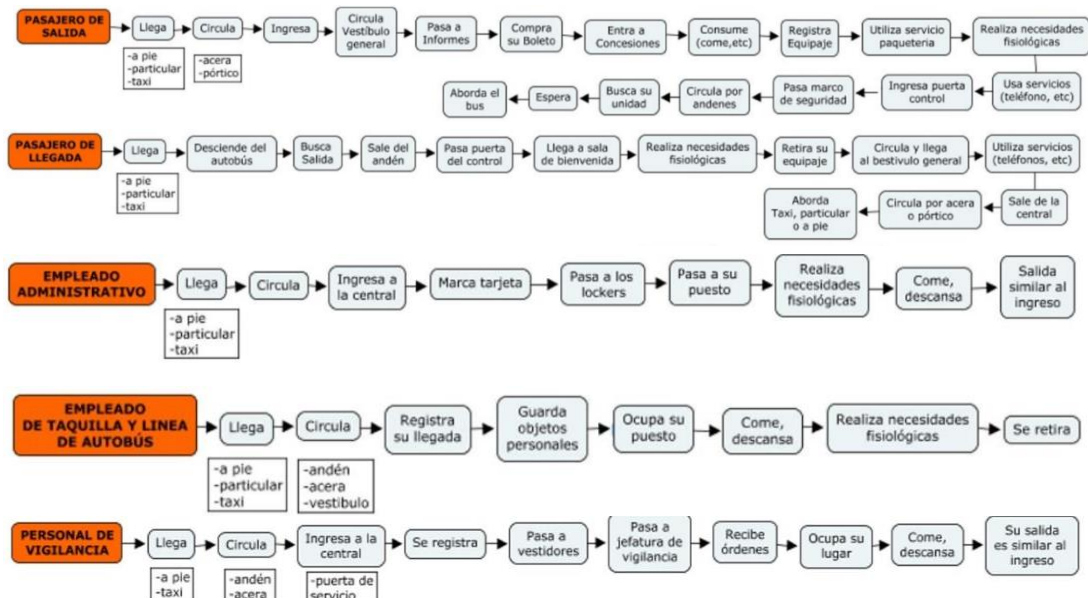 PASAJERO DE
SALIDA
Llega
-a pie
-particular
-taxi
Circula
-acera
-pórtico
Ingresa
Circula
Vestíbulo
general
Pasa a
Informes
Compra
su Boleto
Entra a
Concesiones
Consume
(come,etc)
Registra
Equipaje
Utiliza servicio
paqueteria
Realiza necesidades
fisiológicas
Usa servicios
(teléfono, etc)
Ingresa puerta
control
Pasa marco
de seguridad
Circula por
andenes
Busca su
unidad
Espera
Aborda el
bus
PASAJERO DE
LLEGADA
Llega
-a pie
-particular
-taxi
Desciende del
autobús
Busca
Salida
Sale del
andén
Pasa puerta
del control
Llega a sala
de bienvenida
Realiza necesidades
fisiológicas
Retira su
equipaje
Circula y llega
al bestivulo general
Utiliza servicios
(teléfonos, etc)
Sale de la
central
Circula por acera
o pórtico
Aborda
Taxi, particular
o a pie
EMPLEADO
ADMINISTRATIVO
Llega
-a pie
-particular
-taxi
Circula
Ingresa a
la central
Marca tarjeta
Pasa a los
lockers
Pasa a su
puesto
Realiza
necesidades
fisiológicas
Come,
descansa
Salida
similar al
ingreso
EMPLEADO
DE TAQUILLA Y LINEA
DE AUTOBÚS
Llega
-a pie
-particular
-taxi
Circula
-andén
-acera
-vestibulo
Registra
su llegada
Guarda
objetos
personales
Ocupa su
puesto
Come,
descansa
Realiza necesidades
fisiológicas
Se retira
PERSONAL DE
VIGILANCIA
Llega
-a pie
-taxi
Circula
-andén
-acera
Ingresa a la
central
-puerta de
servicio
Se registra
Pasa a
vestidores
Pasa a
jefatura de
vigilancia
Recibe
órdenes
Ocupa su
lugar
Come,
descansa
Su salida
es similar al
ingreso